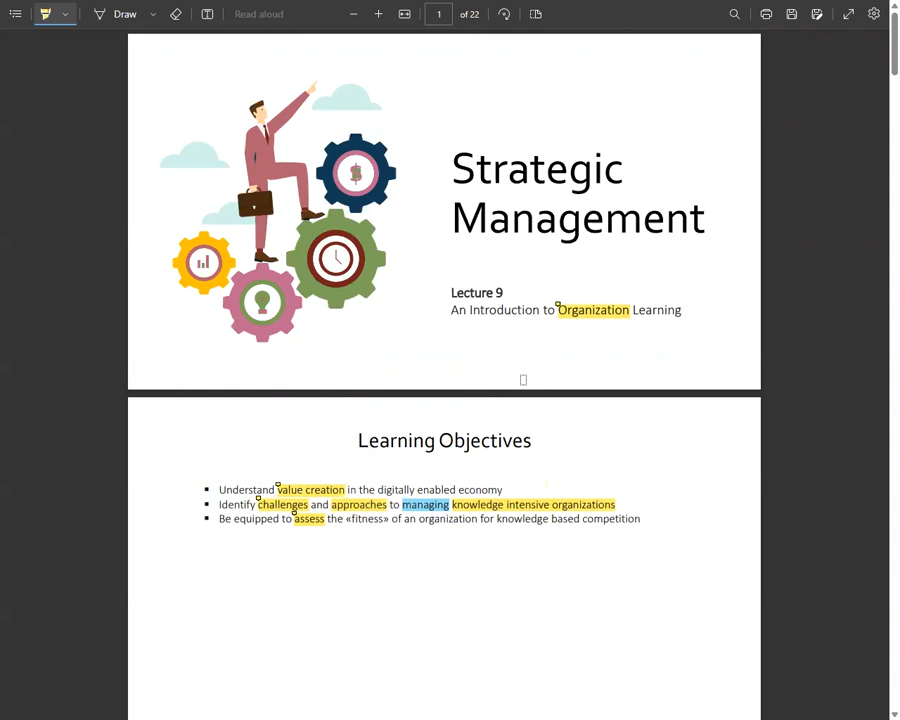 Draw
Read aloud
1 of 22
Strategic
Management
Lecture 9
An Introduction to Organization Learning
Learning Objectives
▪ Understand value creation in the digitally enabled economy
▪ Identify challenges and approaches to managing knowledge intensive organizations
▪ Be equipped to assess the «fitness» of an organization for knowledge based competition